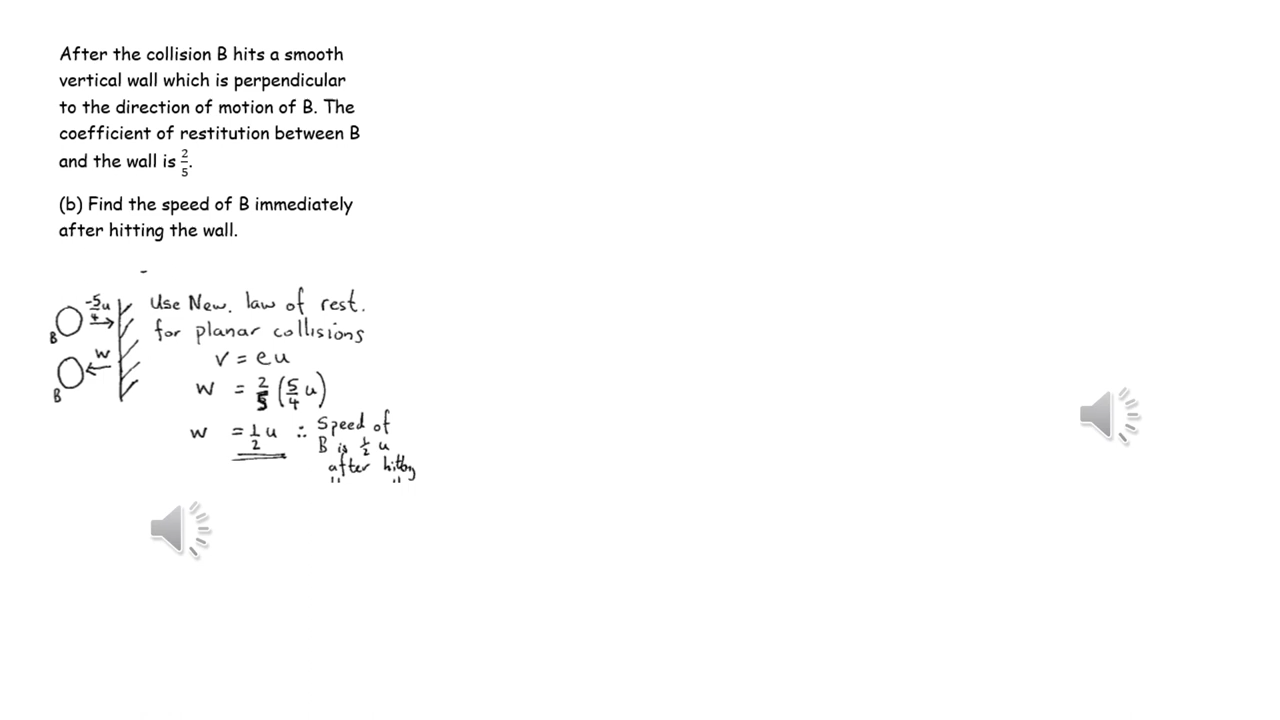 After the collision B hits a smooth
vertical wall which is perpendicular
to the direction of motion of B. The
coefficient of restitution between B
and the wall is 2/5.
(b) Find the speed of B immediately
after hitting the wall.
-5/4 u
B
w
B
Use New. law of rest.
for planar collisions
v = eu
w = 2/5 (5/4 u)
w = 1/2 u ∴ Speed of
B is 1/2 u
after hitting
" "